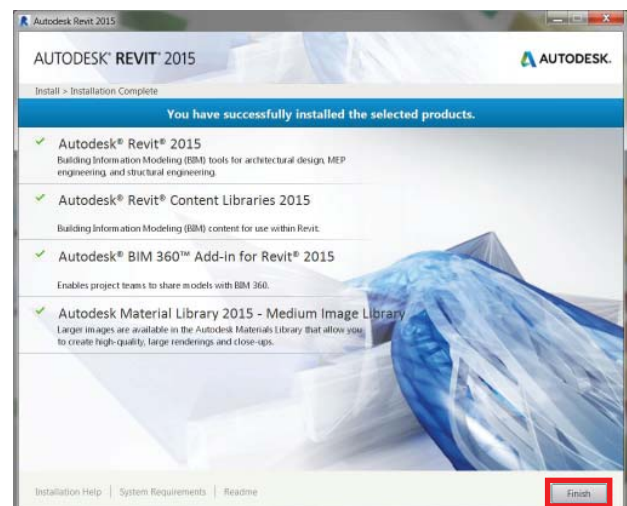 Autodesk Revit 2015
AUTODESK® REVIT® 2015
AUTODESK.
Install > Installation Complete
You have successfully installed the selected products.
Autodesk® Revit® 2015
Building Information Modeling (BIM) tools for architectural design, MEP
engineering, and structural engineering.
Autodesk® Revit® Content Libraries 2015
Building Information Modeling (BIM) content for use within Revit.
Autodesk® BIM 360™ Add-in for Revit® 2015
Enables project teams to share models with BIM 360.
Autodesk Material Library 2015 - Medium Image Library
Larger images are available in the Autodesk Materials Library that allow you
to create high-quality, large renderings and close-ups.
Installation Help | System Requirements | Readme
Finish